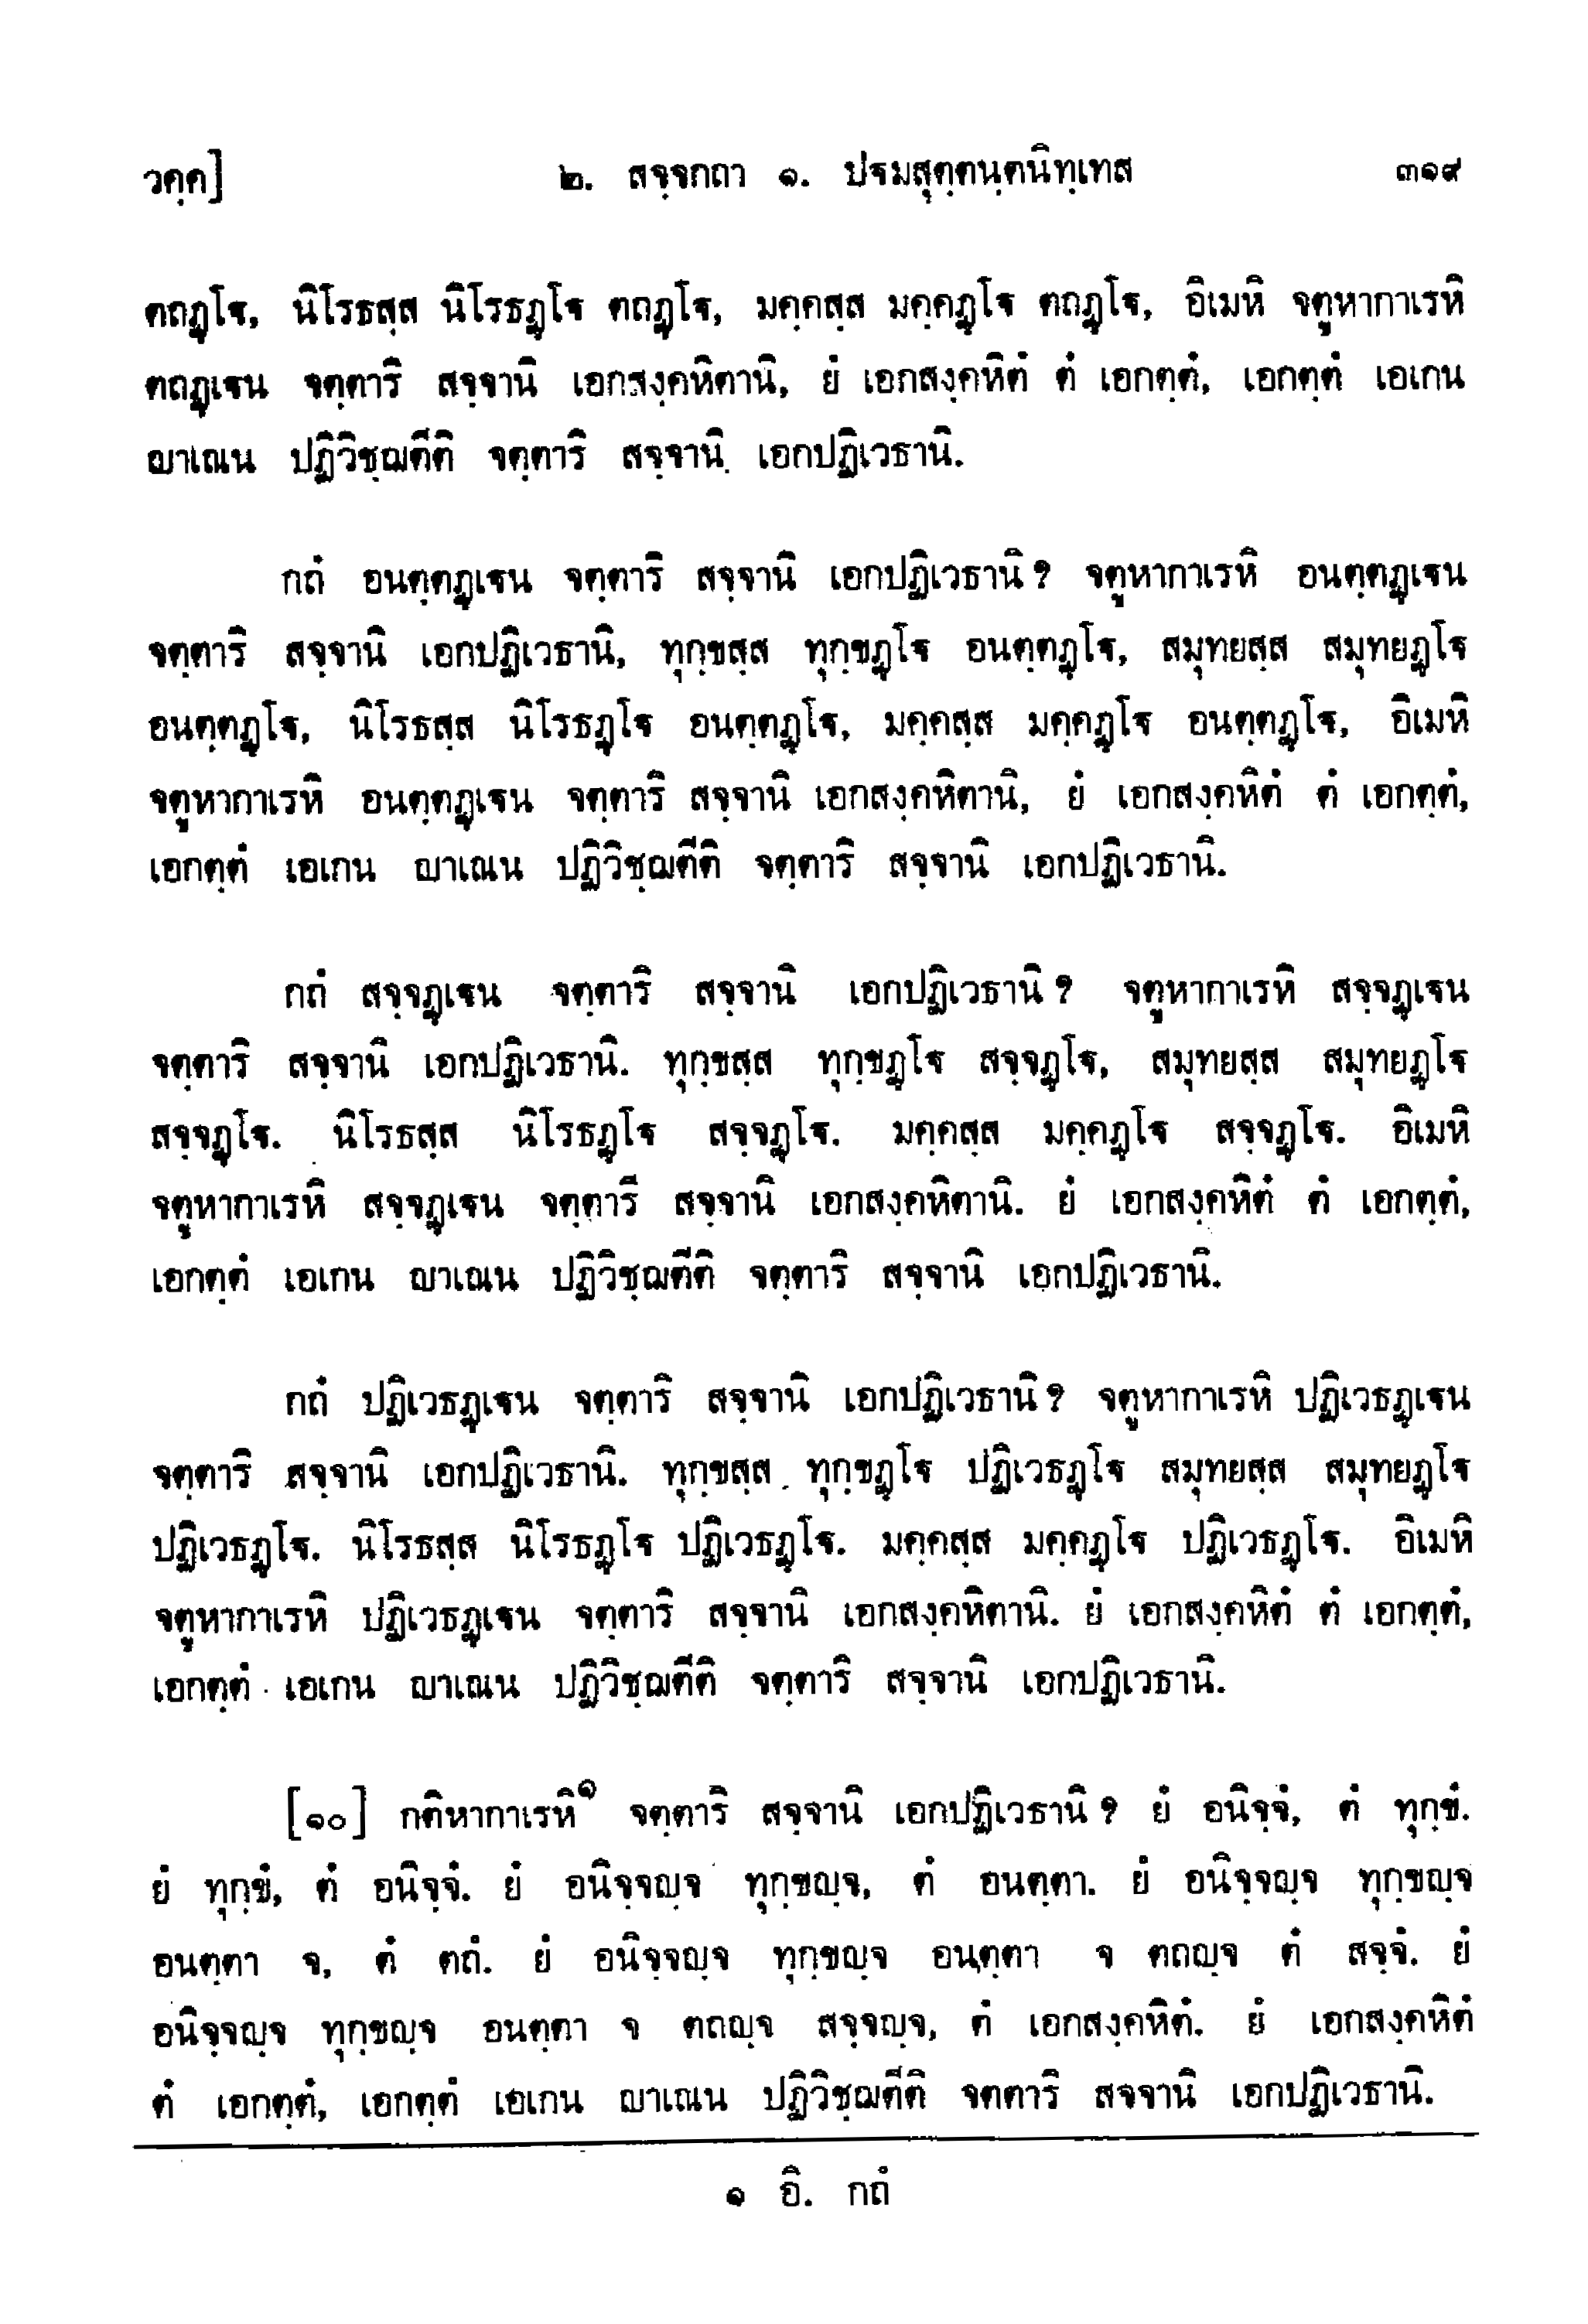 วคฺค]
๒. สจฺจกถา ๑. ปฐมสุตฺตนฺตนิทฺเทส
๓๑๙
ตถฏฺโฐ, นิโรธสฺส นิโรธฏฺโฐ ตถฏฺโฐ, มคฺคสฺส มคฺคฏฺโฐ ตถฏฺโฐ, อิเมหิ จตูหากาเรหิ
ตถฏฺเฐน จตฺตาริ สจฺจานิ เอกสงฺคหิตานิ, ยํ เอกสงฺคหิตํ ตํ เอกตฺตํ, เอกตฺตํ เอเกน
ญาเณน ปฏิวิชฺฌตีติ จตฺตาริ สจฺจานิ เอกปฏิเวธานิ.
กถํ อนตฺตฏฺเฐน จตฺตาริ สจฺจานิ เอกปฏิเวธานิ ? จตูหากาเรหิ อนตฺตฏฺเฐน
จตฺตาริ สจฺจานิ เอกปฏิเวธานิ, ทุกฺขสฺส ทุกฺขฏฺโฐ อนตฺตฏฺโฐ, สมุทยสฺส สมุทยฏฺโฐ
อนตฺตฏฺโฐ, นิโรธสฺส นิโรธฏฺโฐ อนตฺตฏฺโฐ, มคฺคสฺส มคฺคฏฺโฐ อนตฺตฏฺโฐ, อิเมหิ
จตูหากาเรหิ อนตฺตฏฺเฐน จตฺตาริ สจฺจานิ เอกสงฺคหิตานิ, ยํ เอกสงฺคหิตํ ตํ เอกตฺตํ,
เอกตฺตํ เอเกน ญาเณน ปฏิวิชฺฌตีติ จตฺตาริ สจฺจานิ เอกปฏิเวธานิ.
กถํ สจฺจฏฺเฐน จตฺตาริ สจฺจานิ เอกปฏิเวธานิ ? จตูหากาเรหิ สจฺจฏฺเฐน
จตฺตาริ สจฺจานิ เอกปฏิเวธานิ. ทุกฺขสฺส ทุกฺขฏฺโฐ สจฺจฏฺโฐ, สมุทยสฺส สมุทยฏฺโฐ
สจฺจฏฺโฐ. นิโรธสฺส นิโรธฏฺโฐ สจฺจฏฺโฐ. มคฺคสฺส มคฺคฏฺโฐ สจฺจฏฺโฐ. อิเมหิ
จตูหากาเรหิ สจฺจฏฺเฐน จตฺตารี สจฺจานิ เอกสงฺคหิตานิ. ยํ เอกสงฺคหิตํ ตํ เอกตฺตํ,
เอกตฺตํ เอเกน ญาเณน ปฏิวิชฺฌตีติ จตฺตาริ สจฺจานิ เอกปฏิเวธานิ.
กถํ ปฏิเวธฏฺเฐน จตฺตาริ สจฺจานิ เอกปฏิเวธานิ ? จตูหากาเรหิ ปฏิเวธฏฺเฐน
จตฺตาริ สจฺจานิ เอกปฏิเวธานิ. ทุกฺขสฺส ทุกฺขฏฺโฐ ปฏิเวธฏฺโฐ สมุทยสฺส สมุทยฏฺโฐ
ปฏิเวธฏฺโฐ. นิโรธสฺส นิโรธฏฺโฐ ปฏิเวธฏฺโฐ. มคฺคสฺส มคฺคฏฺโฐ ปฏิเวธฏฺโฐ. อิเมหิ
จตูหากาเรหิ ปฏิเวธฏฺเฐน จตฺตาริ สจฺจานิ เอกสงฺคหิตานิ. ยํ เอกสงฺคหิตํ ตํ เอกตฺตํ,
เอกตฺตํ เอเกน ญาเณน ปฏิวิชฺฌตีติ จตฺตาริ สจฺจานิ เอกปฏิเวธานิ.
[๑๐] กติหากาเรหิ๑ จตฺตาริ สจฺจานิ เอกปฏิเวธานิ ? ยํ อนิจฺจํ, ตํ ทุกฺขํ.
ยํ ทุกฺขํ, ตํ อนิจฺจํ. ยํ อนิจฺจญฺจ ทุกฺขญฺจ, ตํ อนตฺตา. ยํ อนิจฺจญฺจ ทุกฺขญฺจ
อนตฺตา จ, ตํ ตถํ. ยํ อนิจฺจญฺจ ทุกฺขญฺจ อนตฺตา จ ตถญฺจ ตํ สจฺจํ. ยํ
อนิจฺจญฺจ ทุกฺขญฺจ อนตฺตา จ ตถญฺจ สจฺจญฺจ, ตํ เอกสงฺคหิตํ. ยํ เอกสงฺคหิตํ
ตํ เอกตฺตํ, เอกตฺตํ เอเกน ญาเณน ปฏิวิชฺฌตีติ จตตาริ สจจานิ เอกปฏิเวธานิ.
๑ อิ. กถํ